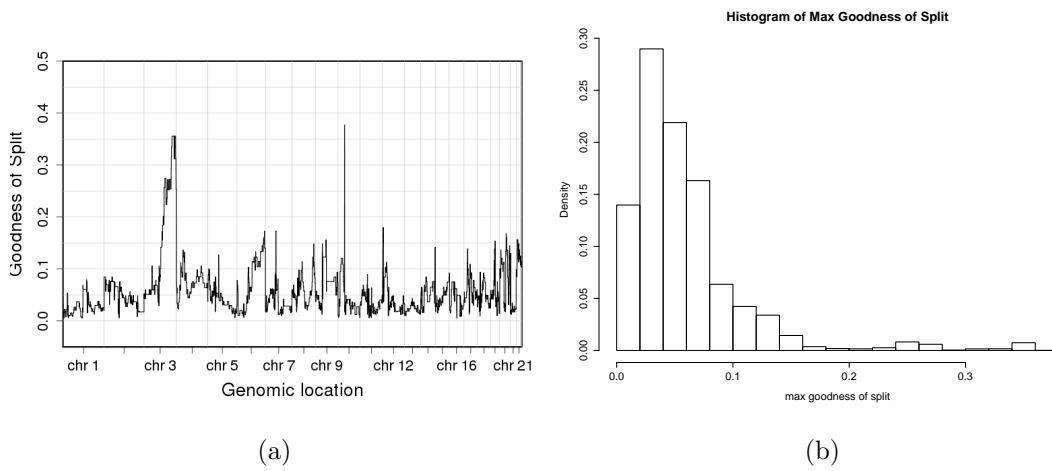 0.5
0.4
0.3
0.2
0.1
0.0
Goodness of Split
chr 1
chr 3
chr 5
chr 7
chr 9
chr 12
chr 16
chr 21
Genomic location
(a)
Histogram of Max Goodness of Split
0.30
0.25
0.20
0.15
0.10
0.05
0.00
Density
0.0
0.1
0.2
0.3
max goodness of split
(b)